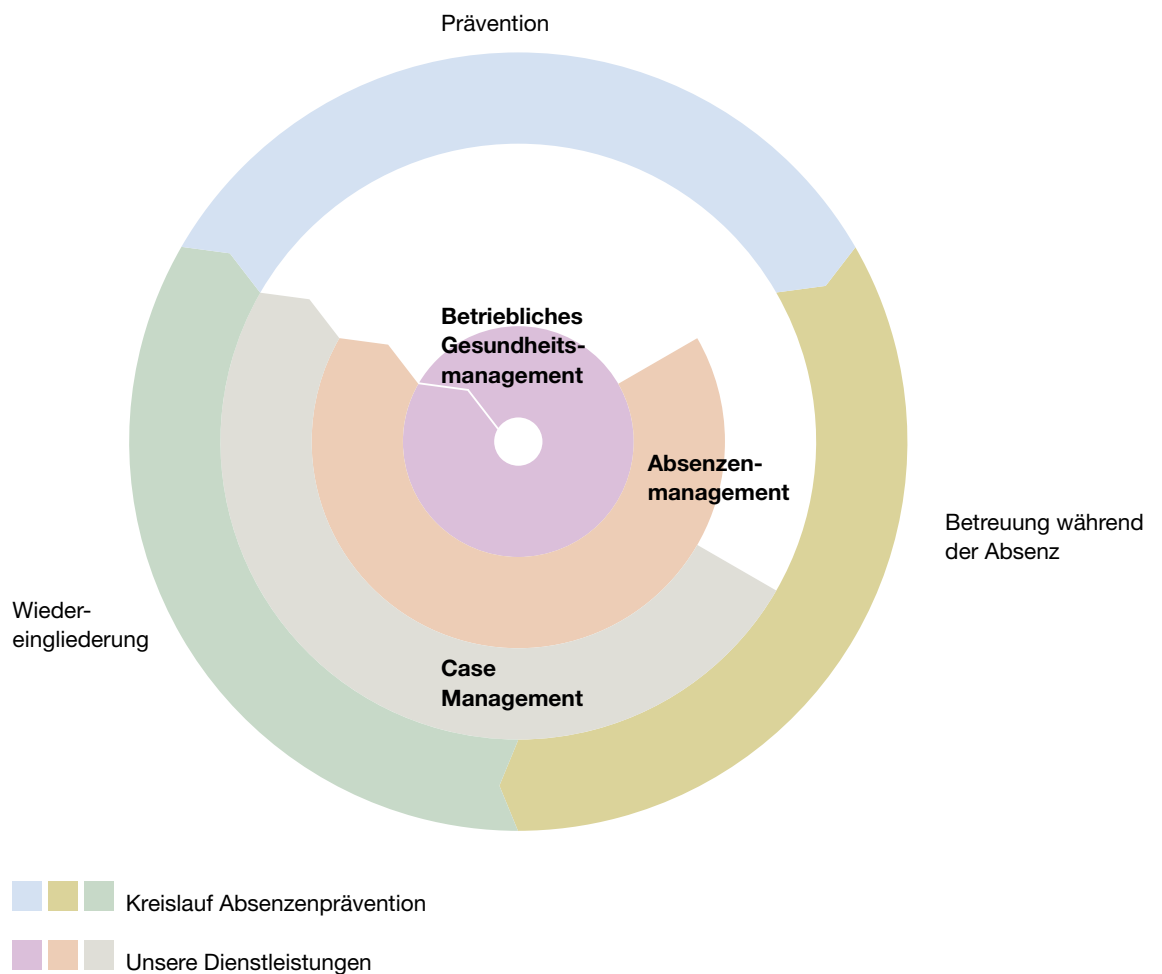 Prävention
Betriebliches
Gesundheits-
management
Absenzen-
management
Betreuung während
der Absenz
Wieder-
eingliederung
Case
Management
Kreislauf Absenzenprävention
Unsere Dienstleistungen